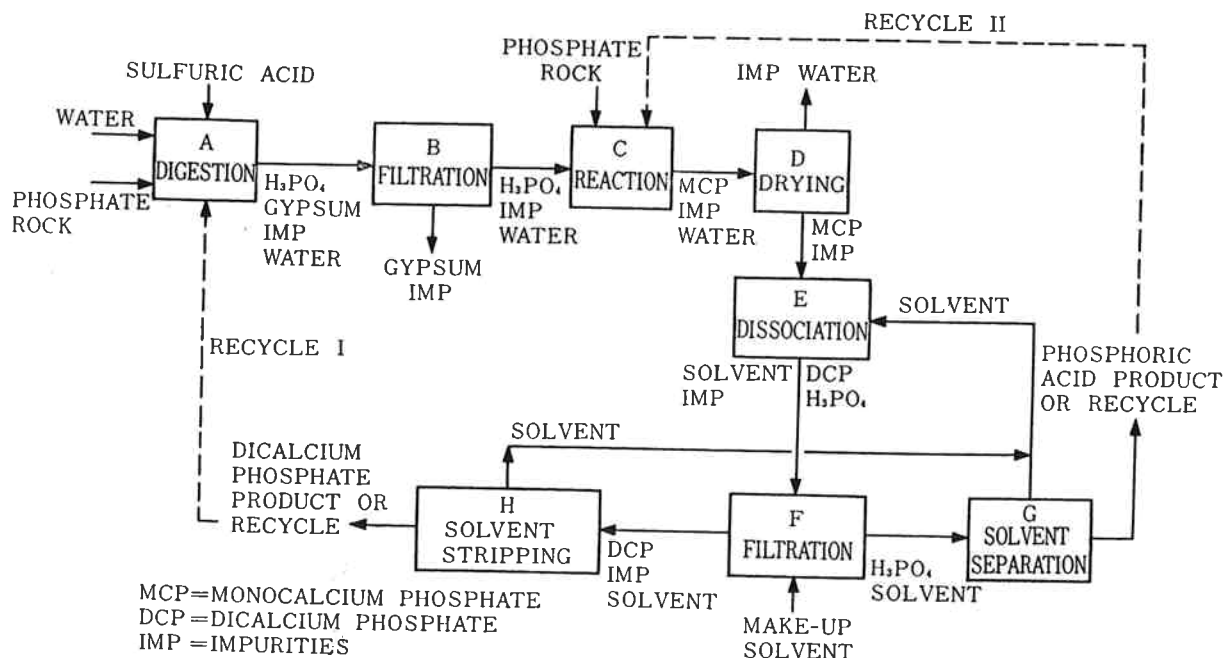 RECYCLE II
PHOSPHATE
ROCK
IMP WATER
SULFURIC ACID
WATER
A
DIGESTION
B
FILTRATION
C
REACTION
D
DRYING
PHOSPHATE
ROCK
H₃PO₄
GYPSUM
IMP
WATER
H₃PO₄
IMP
WATER
MCP
IMP
WATER
MCP
IMP
GYPSUM
IMP
E
DISSOCIATION
SOLVENT
RECYCLE I
SOLVENT
IMP
DCP
H₃PO₄
PHOSPHORIC
ACID PRODUCT
OR RECYCLE
SOLVENT
DICALCIUM
PHOSPHATE
PRODUCT OR
RECYCLE
H
SOLVENT
STRIPPING
F
FILTRATION
G
SOLVENT
SEPARATION
DCP
IMP
SOLVENT
H₃PO₄
SOLVENT
MAKE-UP
SOLVENT
MCP=MONOCALCIUM PHOSPHATE
DCP=DICALCIUM PHOSPHATE
IMP=IMPURITIES